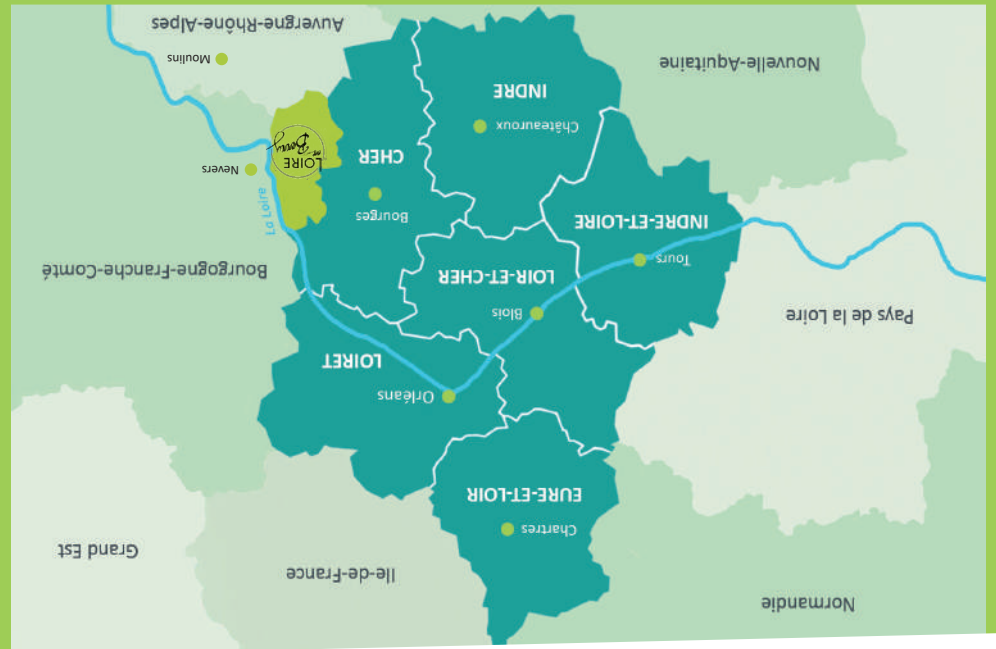 Normandie
Ile-de-France
Grand Est
Chartres
EURE-ET-LOIR
Orléans
LOIRET
Pays de la Loire
Blois
LOIR-ET-CHER
Bourgogne-Franche-Comté
Tours
INDRE-ET-LOIRE
Bourges
CHER
La Loire
Nevers
LOIRE
en Berry
Châteauroux
INDRE
Nouvelle-Aquitaine
Moulins
Auvergne-Rhône-Alpes